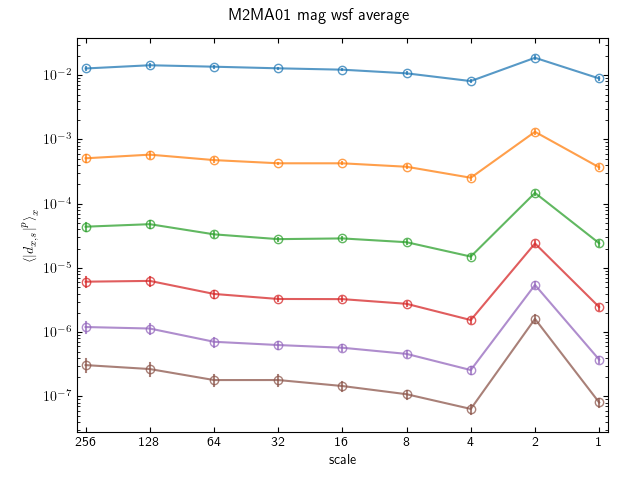 M2MA01 mag wsf average
10^{-2}
10^{-3}
10^{-4}
10^{-5}
10^{-6}
10^{-7}
⟨|d_{x,s}|^p⟩_x
256 128 64 32 16 8 4 2 1
scale